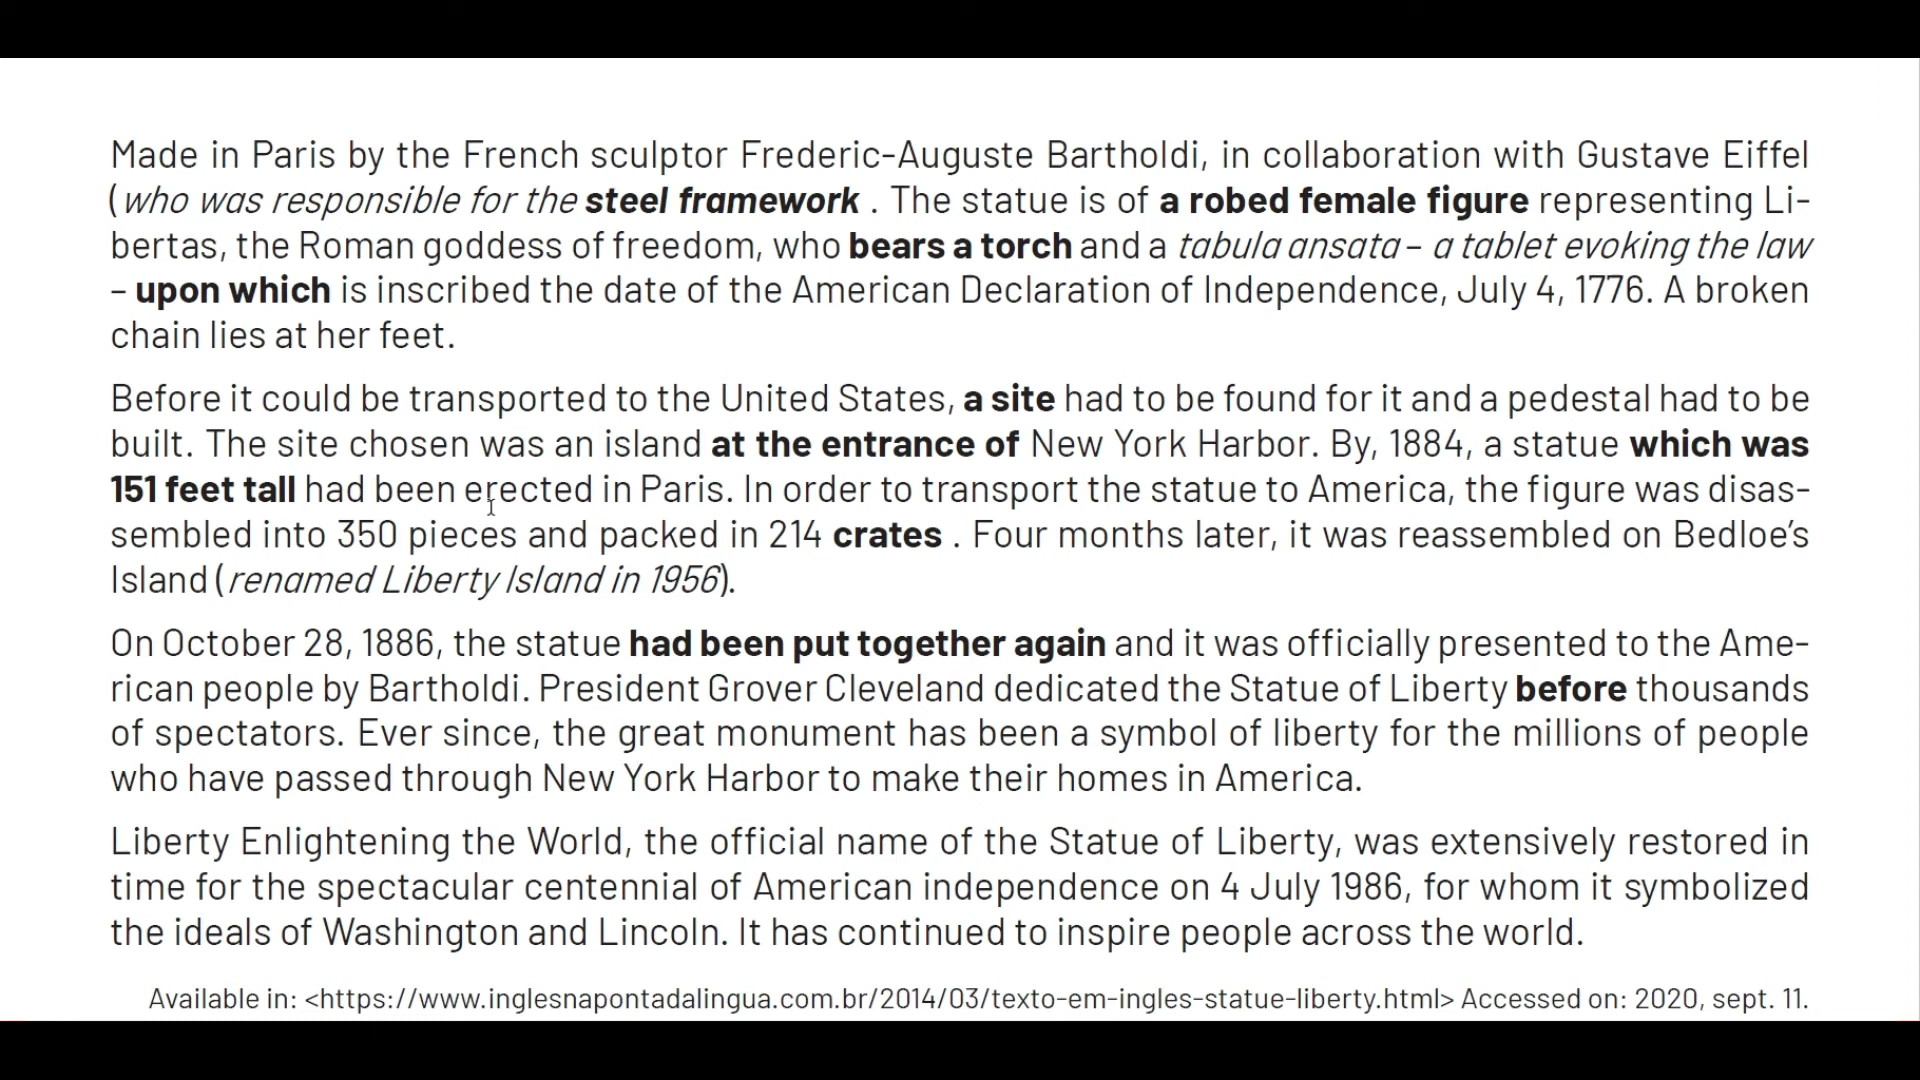 Made in Paris by the French sculptor Frederic-Auguste Bartholdi, in collaboration with Gustave Eiffel
(who was responsible for the steel framework . The statue is of a robed female figure representing Li-
bertas, the Roman goddess of freedom, who bears a torch and a tabula ansata – a tablet evoking the law
– upon which is inscribed the date of the American Declaration of Independence, July 4, 1776. A broken
chain lies at her feet.
Before it could be transported to the United States, a site had to be found for it and a pedestal had to be
built. The site chosen was an island at the entrance of New York Harbor. By, 1884, a statue which was
151 feet tall had been erected in Paris. In order to transport the statue to America, the figure was disas-
sembled into 350 pieces and packed in 214 crates . Four months later, it was reassembled on Bedloe’s
Island (renamed Liberty Island in 1956).
On October 28, 1886, the statue had been put together again and it was officially presented to the Ame-
rican people by Bartholdi. President Grover Cleveland dedicated the Statue of Liberty before thousands
of spectators. Ever since, the great monument has been a symbol of liberty for the millions of people
who have passed through New York Harbor to make their homes in America.
Liberty Enlightening the World, the official name of the Statue of Liberty, was extensively restored in
time for the spectacular centennial of American independence on 4 July 1986, for whom it symbolized
the ideals of Washington and Lincoln. It has continued to inspire people across the world.
Available in: <https://www.inglesnapontadalingua.com.br/2014/03/texto-em-ingles-statue-liberty.html> Accessed on: 2020, sept. 11.